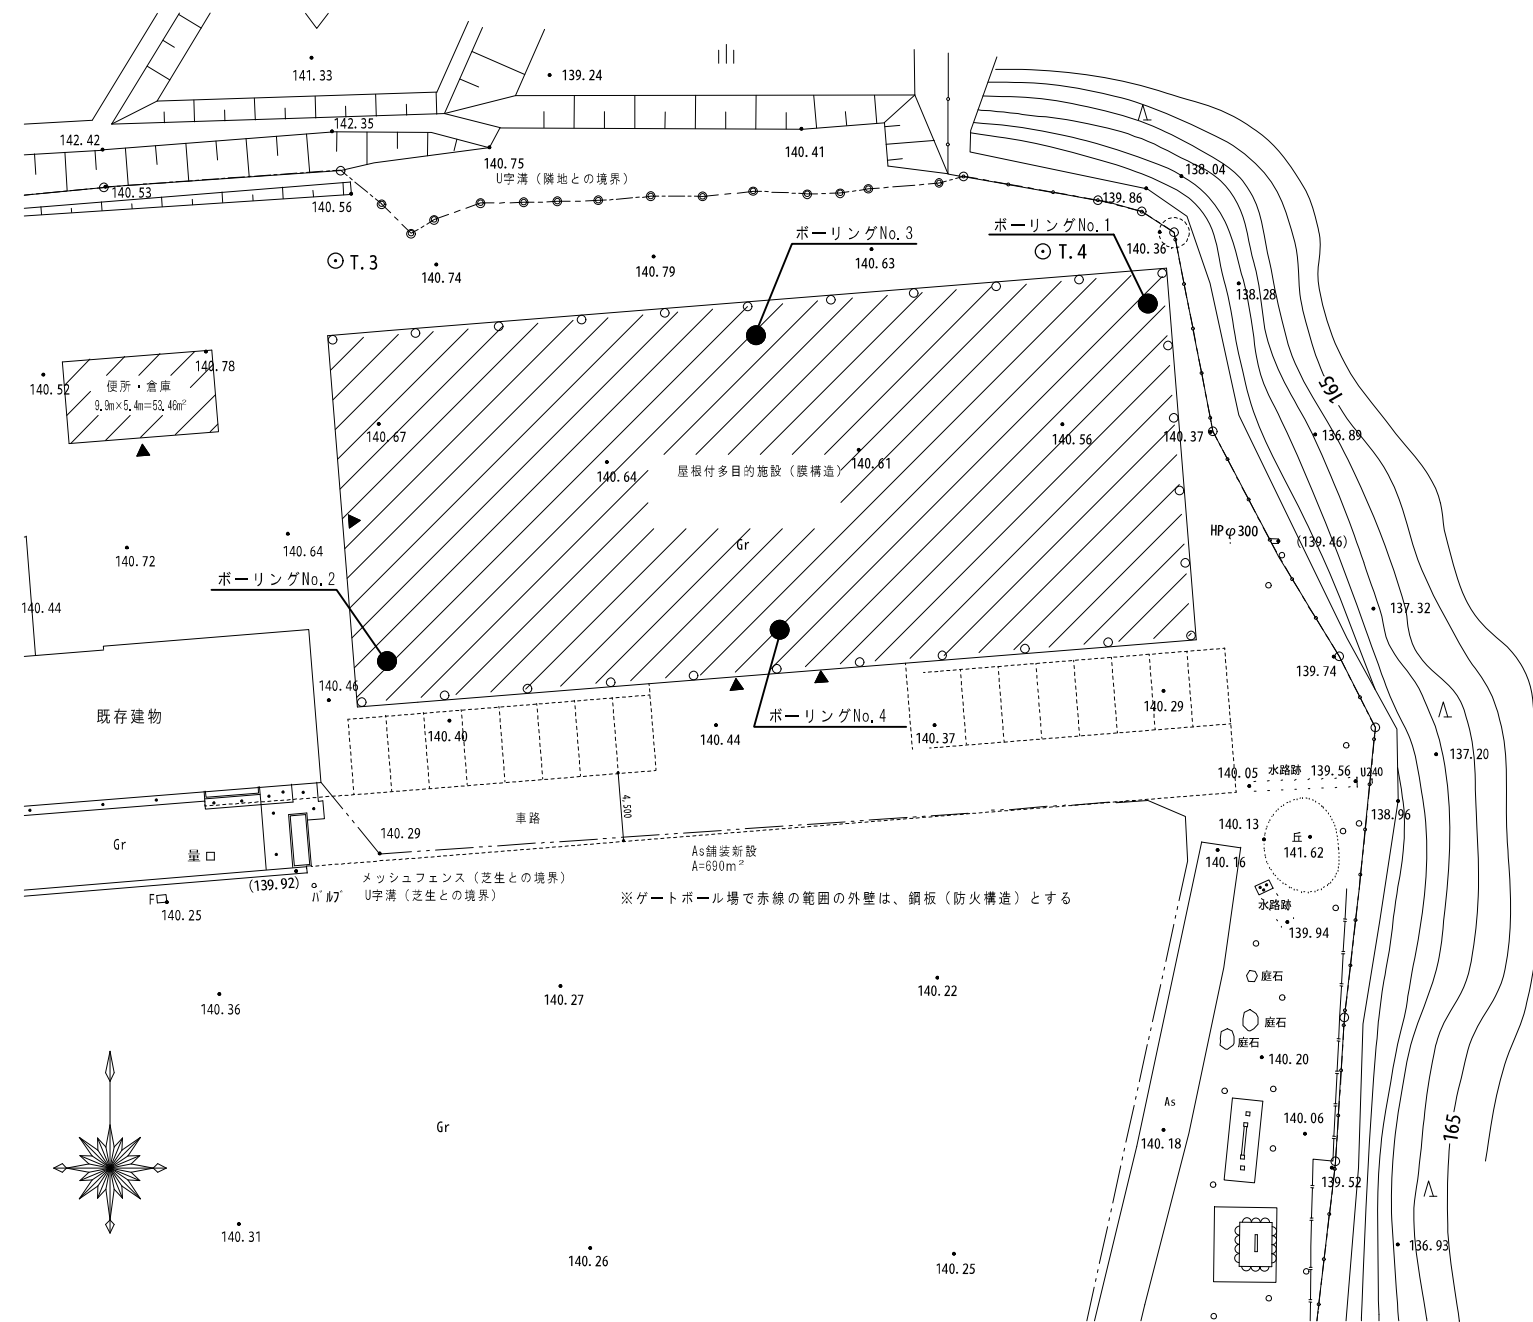 141.33
139.24
142.42
142.35
140.75
140.41
138.04
U字溝（隣地との境界）
140.53
140.56
139.86
ボーリングNo.3
ボーリングNo.1
140.36
T.3
140.74
140.79
140.63
T.4
138.28
140.78
140.52
便所・倉庫
9.9m×5.4m=53.46m²
165
140.67
140.56
140.37
136.89
140.64
屋根付多目的施設（膜構造）
140.61
140.72
140.64
Gr
HPφ300
(139.46)
ボーリングNo.2
140.44
137.32
140.46
139.74
既存建物
140.40
140.44
ボーリングNo.4
140.37
140.29
137.20
140.05
水路跡
139.56
U240
4,500
車路
138.96
Gr
量
140.29
As舗装新設
A=690m²
140.13
丘
141.62
140.16
(139.92)
メッシュフェンス（芝生との境界）
バルブ
U字溝（芝生との境界）
F
140.25
※ゲートボール場で赤線の範囲の外壁は、鋼板（防火構造）とする
水路跡
139.94
140.36
140.27
140.22
庭石
庭石
庭石
140.20
Gr
As
140.18
140.06
165
139.52
140.31
140.26
140.25
136.93